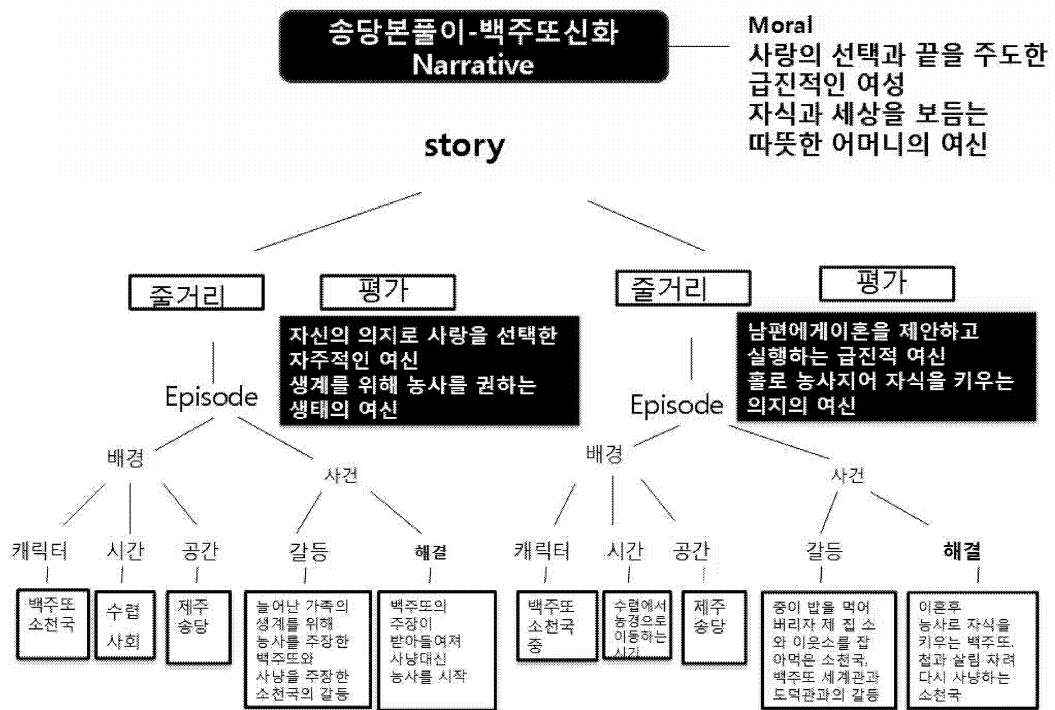 송당본풀이-백주또신화
Narrative
Moral
사랑의 선택과 끝을 주도한
급진적인 여성
자식과 세상을 보듬는
따뜻한 어머니의 여신
story
줄거리
평가
자신의 의지로 사랑을 선택한
자주적인 여신
생계를 위해 농사를 권하는
생태의 여신
Episode
배경
사건
캐릭터
시간
공간
갈등
해결
백주또
소천국
수렵
사회
제주
송당
늘어난 가족의
생계를 위해
농사를 주장한
백주또와
사냥을 주장한
소천국의 갈등
백주또의
주장이
받아들여져
사냥대신
농사를 시작
줄거리
평가
남편에게이혼을 제안하고
실행하는 급진적 여신
홀로 농사지어 자식을 키우는
의지의 여신
Episode
배경
사건
캐릭터
시간
공간
갈등
해결
백주또
소천국
중
수렵에서
농경으로
이동하는
시기
제주
송당
중이 밥을 먹어
버리자 제 집 소
와 이웃소를 잡
아먹은 소천국,
백주또 세계관과
도덕관과의 갈등
이혼후
농사로 자식을
키우는 백주또.
첩과 살림 차려
다시 사냥하는
소천국